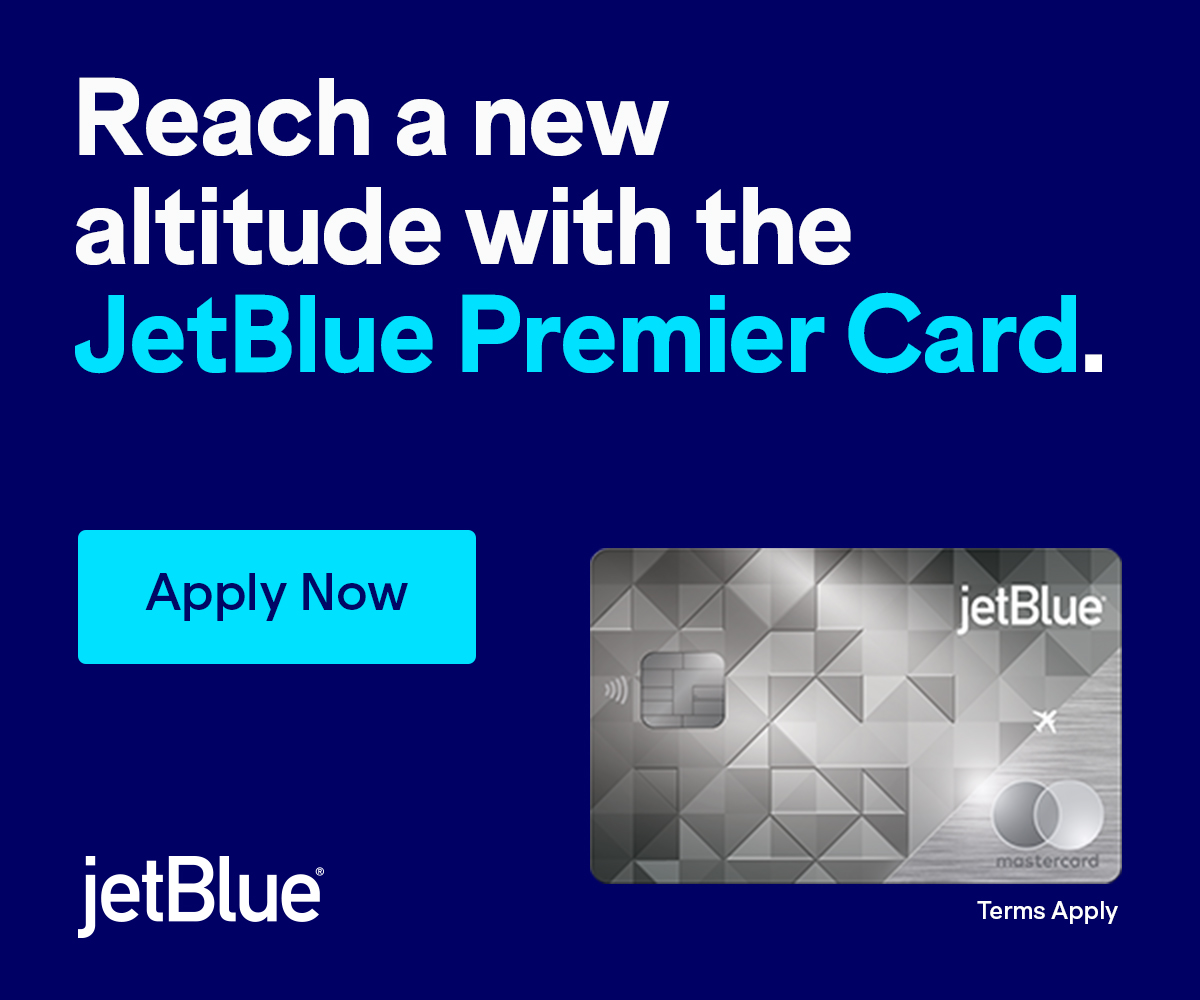 Reach a new
altitude with the
JetBlue Premier Card.
Apply Now
jetBlue
mastercard
jetBlue®
Terms Apply